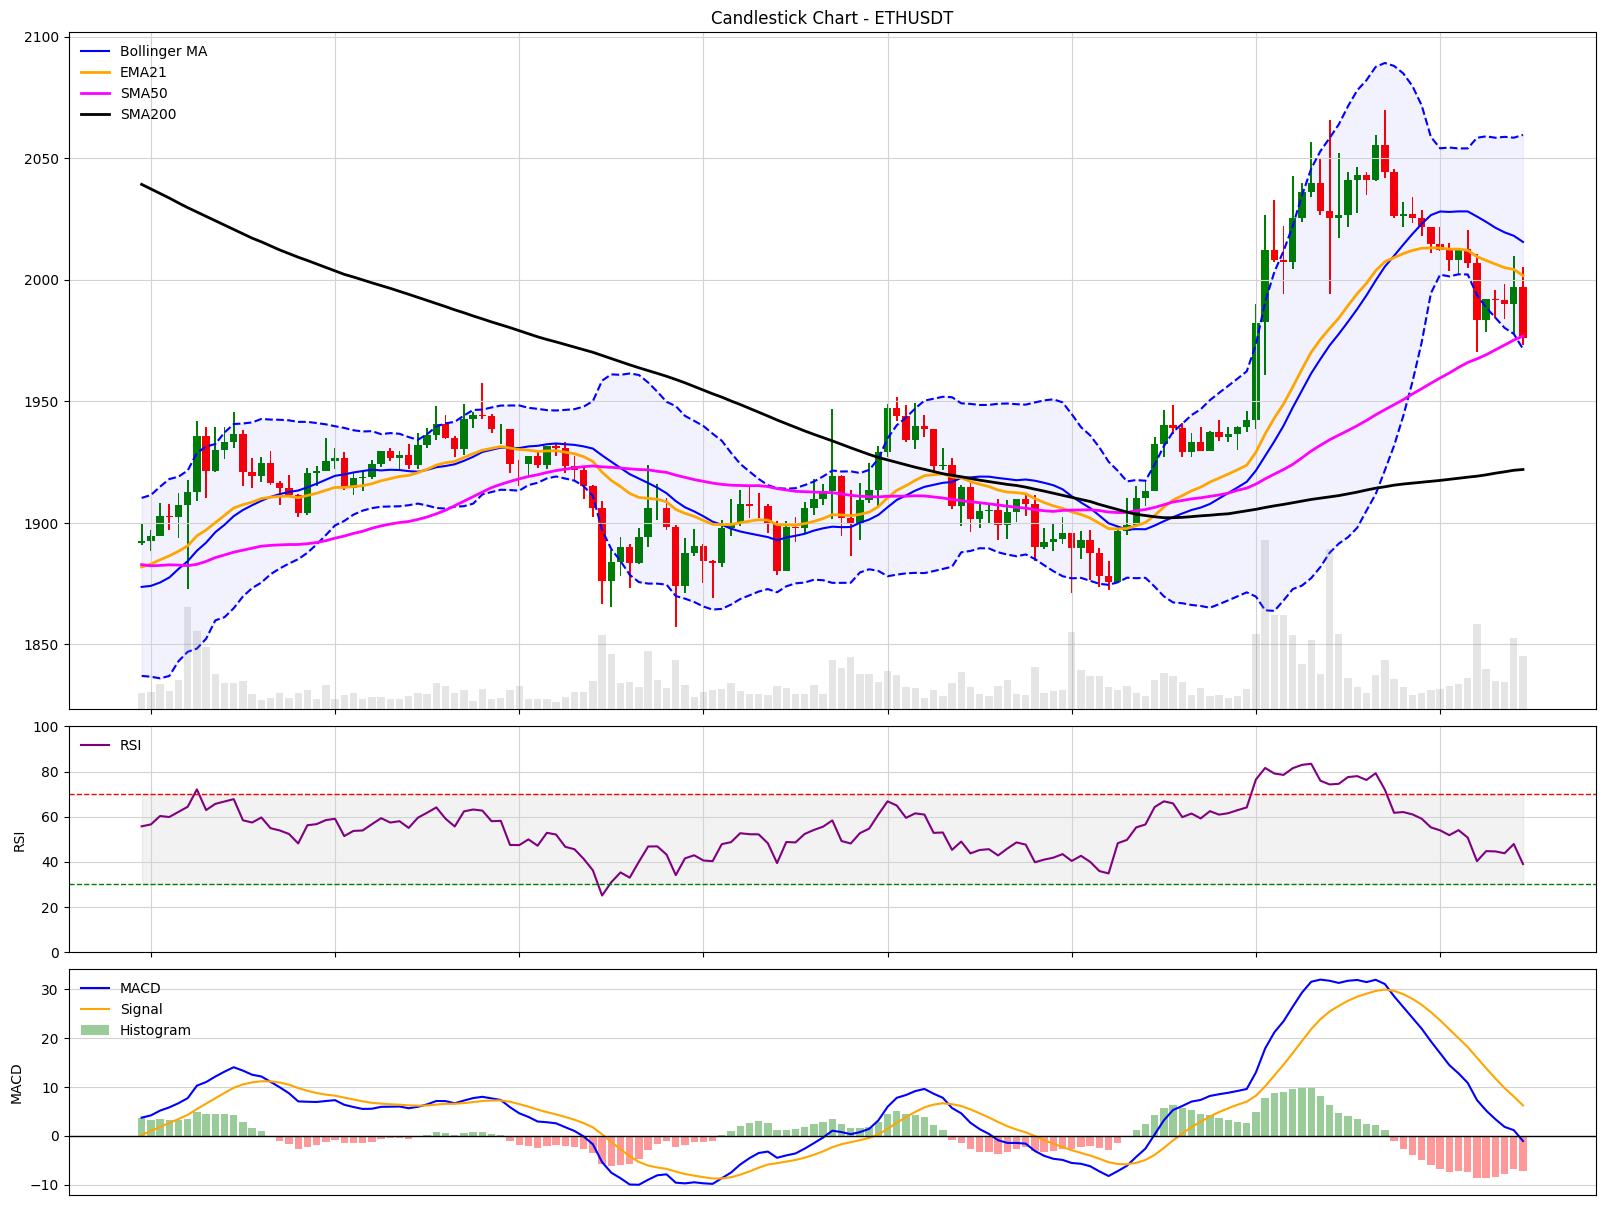 Candlestick Chart - ETHUSDT
2100
2050
2000
1950
1900
1850
Bollinger MA
EMA21
SMA50
SMA200
100
80
60
40
20
0
RSI
RSI
30
20
10
0
−10
MACD
MACD
Signal
Histogram